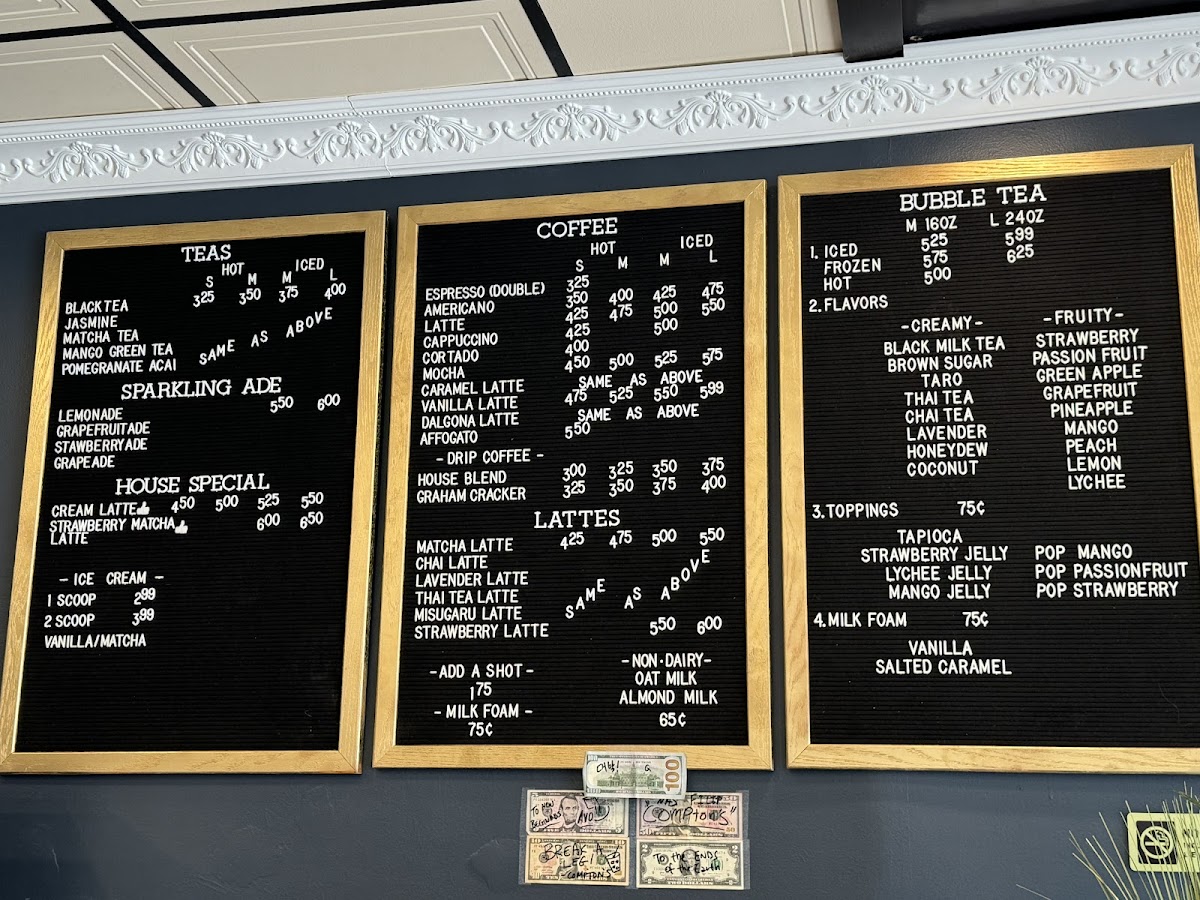 TEAS
HOT ICED
S M M L
3²⁵ 3⁵⁰ 3⁷⁵ 4⁰⁰
BLACK TEA
JASMINE
MATCHA TEA
MANGO GREEN TEA
POMEGRANATE ACAI
SAME AS ABOVE
SPARKLING ADE
LEMONADE 5⁵⁰ 6⁰⁰
GRAPEFRUITADE
STAWBERRYADE
GRAPEADE
HOUSE SPECIAL
CREAM LATTE 4⁵⁰ 5⁰⁰ 5²⁵ 5⁵⁰
STRAWBERRY MATCHA 6⁰⁰ 6⁵⁰
LATTE
- ICE CREAM -
1 SCOOP 2⁹⁹
2 SCOOP 3⁹⁹
VANILLA/MATCHA
COFFEE
HOT ICED
S M M L
ESPRESSO (DOUBLE) 3²⁵
AMERICANO 3⁵⁰ 4⁰⁰ 4²⁵ 4⁷⁵
LATTE 4²⁵ 4⁷⁵ 5⁰⁰ 5⁵⁰
CAPPUCCINO 4²⁵ 5⁰⁰
CORTADO 4⁰⁰
MOCHA 4⁵⁰ 5⁰⁰ 5²⁵ 5⁷⁵
CARAMEL LATTE SAME AS ABOVE
VANILLA LATTE 4⁷⁵ 5²⁵ 5⁵⁰ 5⁹⁹
DALGONA LATTE SAME AS ABOVE
AFFOGATO 5⁵⁰
- DRIP COFFEE -
HOUSE BLEND 3⁰⁰ 3²⁵ 3⁵⁰ 3⁷⁵
GRAHAM CRACKER 3²⁵ 3⁵⁰ 3⁷⁵ 4⁰⁰
LATTES
MATCHA LATTE 4²⁵ 4⁷⁵ 5⁰⁰ 5⁵⁰
CHAI LATTE
LAVENDER LATTE
THAI TEA LATTE
MISUGARU LATTE
SAME AS ABOVE
STRAWBERRY LATTE 5⁵⁰ 6⁰⁰
- ADD A SHOT -
1⁷⁵
- MILK FOAM -
75¢
- NON·DAIRY-
OAT MILK
ALMOND MILK
65¢
BUBBLE TEA
M 16OZ L 24OZ
1. ICED 5²⁵ 5⁹⁹
FROZEN 5⁷⁵ 6²⁵
HOT 5⁰⁰
2. FLAVORS
-CREAMY-
BLACK MILK TEA
BROWN SUGAR
TARO
THAI TEA
CHAI TEA
LAVENDER
HONEYDEW
COCONUT
-FRUITY-
STRAWBERRY
PASSION FRUIT
GREEN APPLE
GRAPEFRUIT
PINEAPPLE
MANGO
PEACH
LEMON
LYCHEE
3. TOPPINGS 75¢
TAPIOCA
STRAWBERRY JELLY
LYCHEE JELLY
MANGO JELLY
POP MANGO
POP PASSIONFRUIT
POP STRAWBERRY
4. MILK FOAM 75¢
VANILLA
SALTED CARAMEL
100
"COMPTON'S"
BREAK A
LEG!
-COMPTON'S
To the ENDS
of the Earth